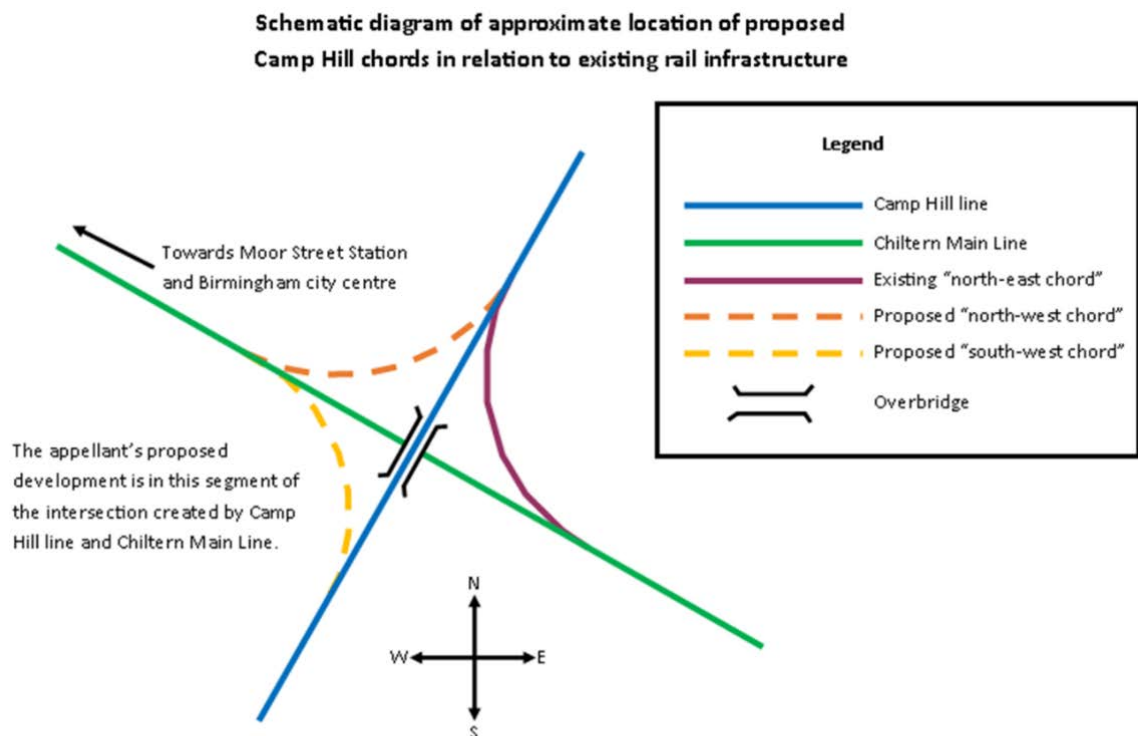 Schematic diagram of approximate location of proposed
Camp Hill chords in relation to existing rail infrastructure
Legend
Camp Hill line
Chiltern Main Line
Existing “north-east chord”
Proposed “north-west chord”
Proposed “south-west chord”
Overbridge
Towards Moor Street Station
and Birmingham city centre
The appellant’s proposed
development is in this segment of
the intersection created by Camp
Hill line and Chiltern Main Line.
N
W
E
S